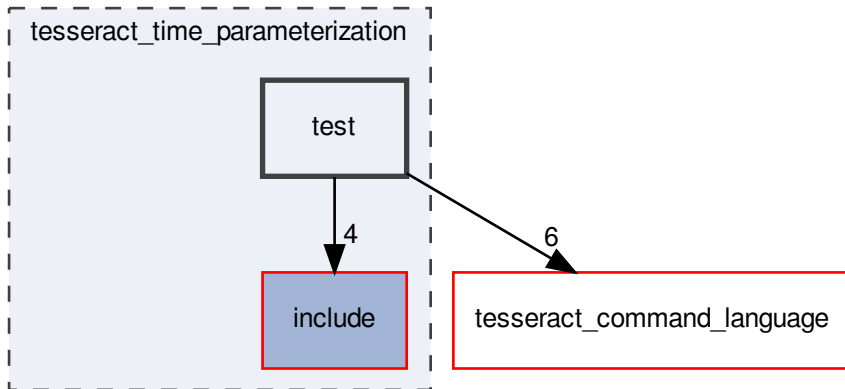 tesseract_time_parameterization
test
4
6
include
tesseract_command_language